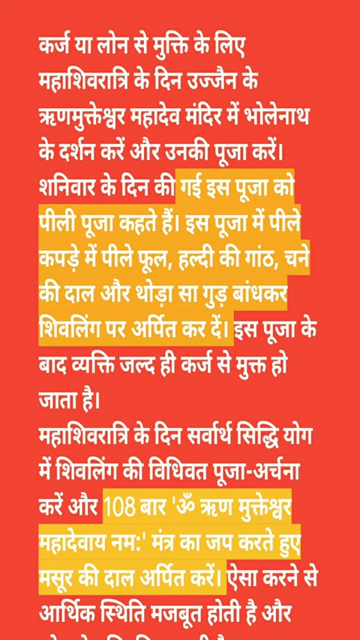 कर्ज या लोन से मुक्ति के लिए
महाशिवरात्रि के दिन उज्जैन के
ऋणमुक्तेश्वर महादेव मंदिर में भोलेनाथ
के दर्शन करें और उनकी पूजा करें।
शनिवार के दिन की गई इस पूजा को
पीली पूजा कहते हैं। इस पूजा में पीले
कपड़े में पीले फूल, हल्दी की गांठ, चने
की दाल और थोड़ा सा गुड़ बांधकर
शिवलिंग पर अर्पित कर दें। इस पूजा के
बाद व्यक्ति जल्द ही कर्ज से मुक्त हो
जाता है।
महाशिवरात्रि के दिन सर्वार्थ सिद्धि योग
में शिवलिंग की विधिवत पूजा-अर्चना
करें और 108 बार 'ॐ ऋण मुक्तेश्वर
महादेवाय नम:' मंत्र का जप करते हुए
मसूर की दाल अर्पित करें। ऐसा करने से
आर्थिक स्थिति मजबूत होती है और